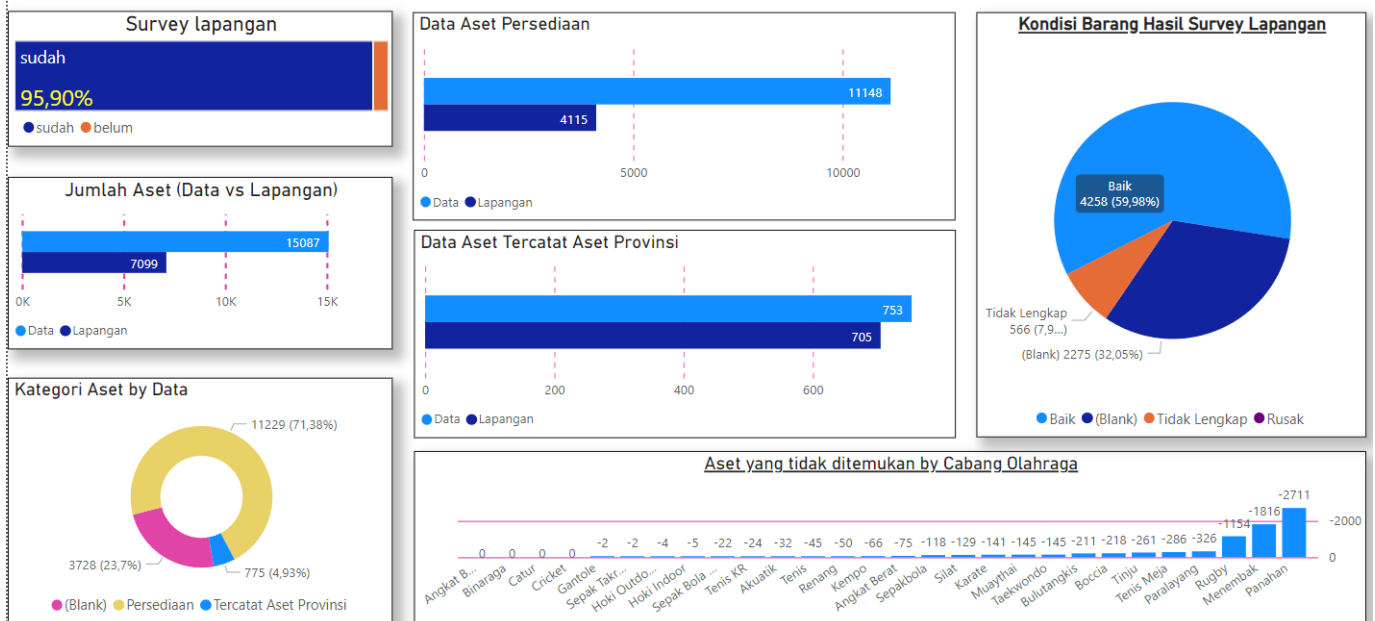 Survey lapangan
sudah
95,90%
sudah belum
Jumlah Aset (Data vs Lapangan)
15087
7099
0K 5K 10K 15K
Data Lapangan
Kategori Aset by Data
11229 (71,38%)
3728 (23,7%)
775 (4,93%)
(Blank) Persediaan Tercatat Aset Provinsi
Data Aset Persediaan
11148
4115
0 5000 10000
Data Lapangan
Data Aset Tercatat Aset Provinsi
753
705
0 200 400 600
Data Lapangan
Kondisi Barang Hasil Survey Lapangan
Baik
4258 (59,98%)
Tidak Lengkap
566 (7,9...)
(Blank) 2275 (32,05%)
Baik (Blank) Tidak Lengkap Rusak
Aset yang tidak ditemukan by Cabang Olahraga
0 0 0 0 -2 -2 -4 -5 -22 -24 -32 -45 -50 -66 -75 -118 -129 -141 -145 -145 -211 -218 -261 -286 -326 -1154 -1816 -2711
-2000
0
Angkat B... Binaraga Catur Cricket Gantole Sepak Takr... Hoki Outdo... Hoki Indoor Sepak Bola ... Tenis KR Akuatik Tenis Renang Kempo Angkat Berat Sepakbola Silat Karate Muaythai Taekwondo Bulutangkis Boccia Tinju Tenis Meja Paralayang Rugby Menembak Panahan